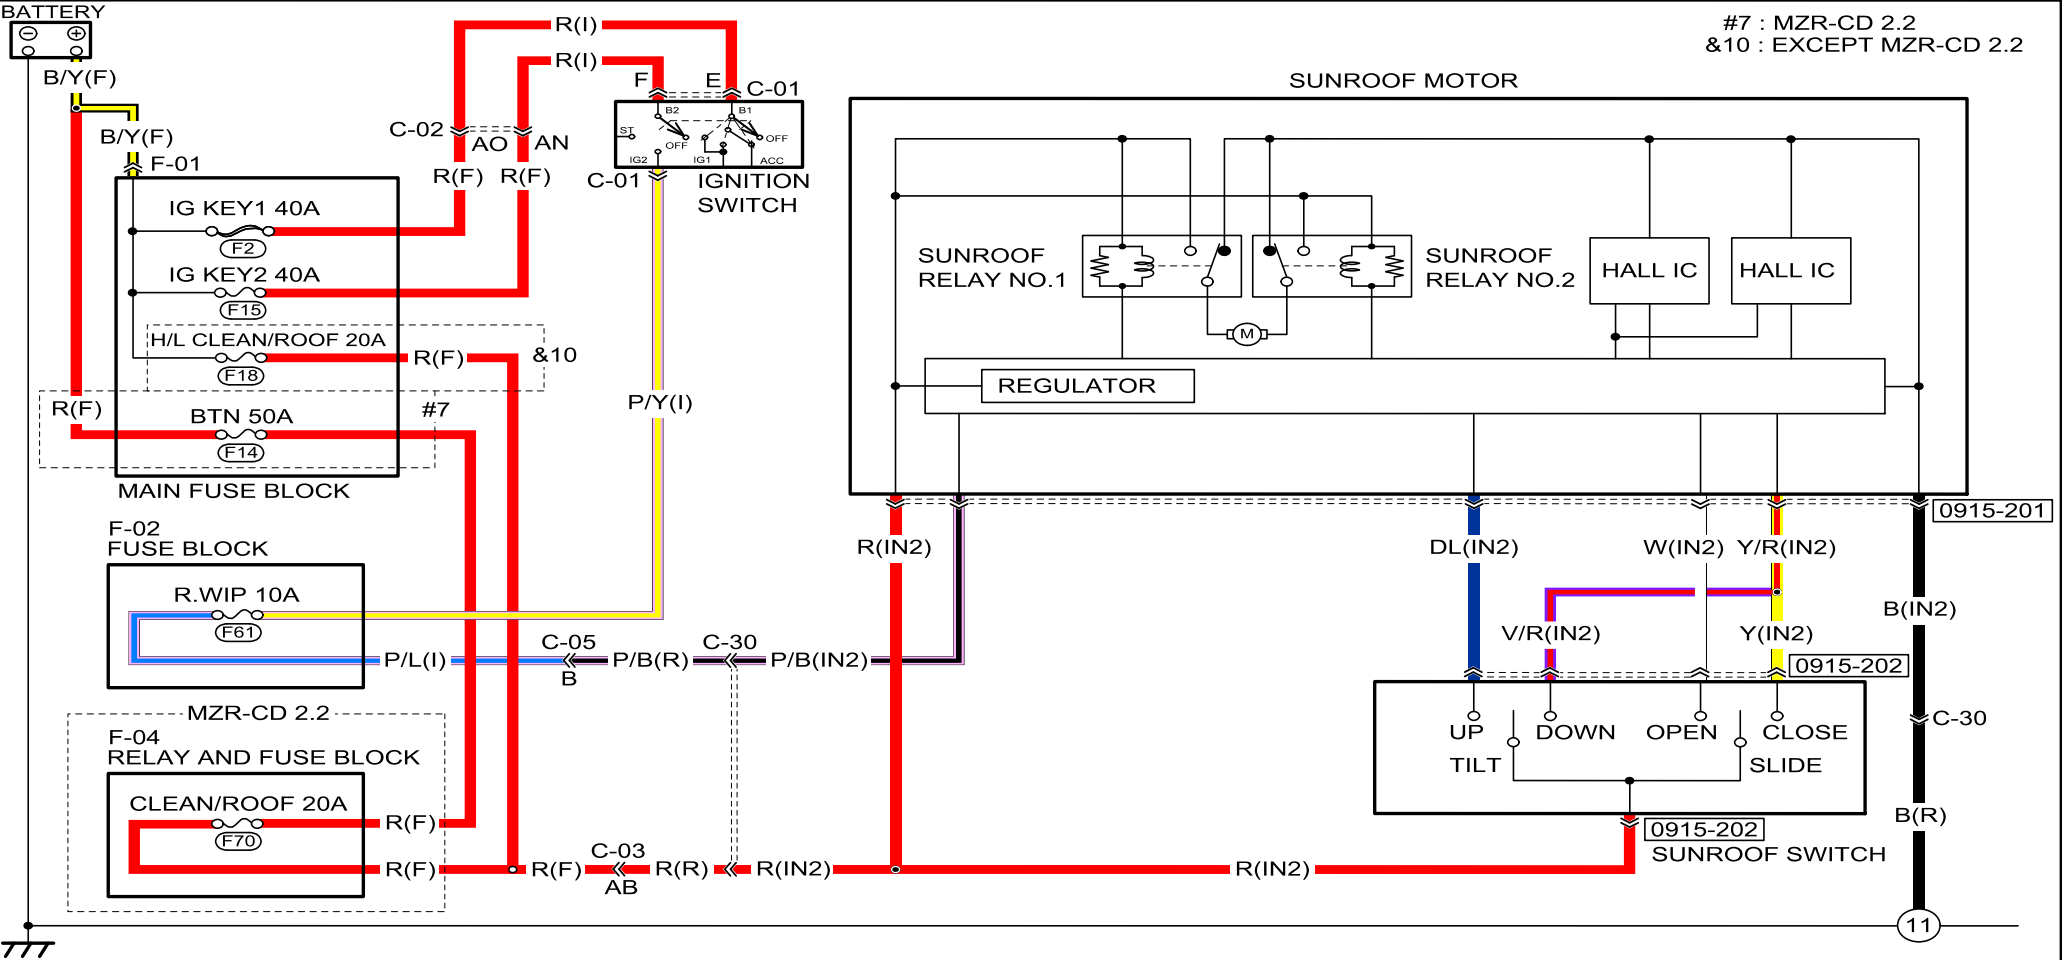 BATTERY
B/Y(F)
B/Y(F)
F-01
R(I)
R(I)
F
E
C-01
C-02
AO
AN
R(F)
R(F)
B2
B1
ST
OFF
OFF
IG2
IG1
ACC
C-01
IGNITION
SWITCH
#7 : MZR-CD 2.2
&10 : EXCEPT MZR-CD 2.2
IG KEY1 40A
F2
IG KEY2 40A
F15
H/L CLEAN/ROOF 20A
F18
R(F)
&10
R(F)
BTN 50A
F14
#7
MAIN FUSE BLOCK
P/Y(I)
F-02
FUSE BLOCK
R.WIP 10A
F61
P/L(I)
C-05
B
P/B(R)
C-30
P/B(IN2)
MZR-CD 2.2
F-04
RELAY AND FUSE BLOCK
CLEAN/ROOF 20A
F70
R(F)
R(F)
R(F)
C-03
AB
R(R)
R(IN2)
R(IN2)
SUNROOF MOTOR
SUNROOF
RELAY NO.1
M
SUNROOF
RELAY NO.2
HALL IC
HALL IC
REGULATOR
0915-201
R(IN2)
DL(IN2)
W(IN2)
Y/R(IN2)
V/R(IN2)
Y(IN2)
B(IN2)
0915-202
UP
DOWN
OPEN
CLOSE
TILT
SLIDE
C-30
B(R)
0915-202
SUNROOF SWITCH
11